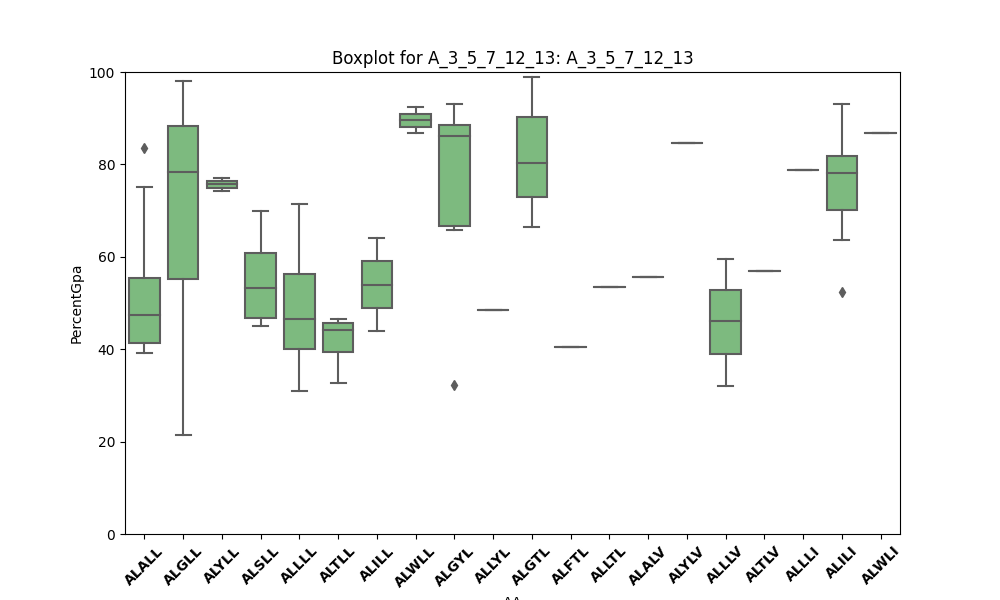 Boxplot for A_3_5_7_12_13: A_3_5_7_12_13
PercentGpa
100
80
60
40
20
0
ALALL ALGLL ALYLL ALSLL ALLLL ALTLL ALILL ALWLL ALGYL ALLYL ALGTL ALFTL ALLTL ALALV ALYLV ALLLV ALTLV ALLLI ALILI ALWLI
AA